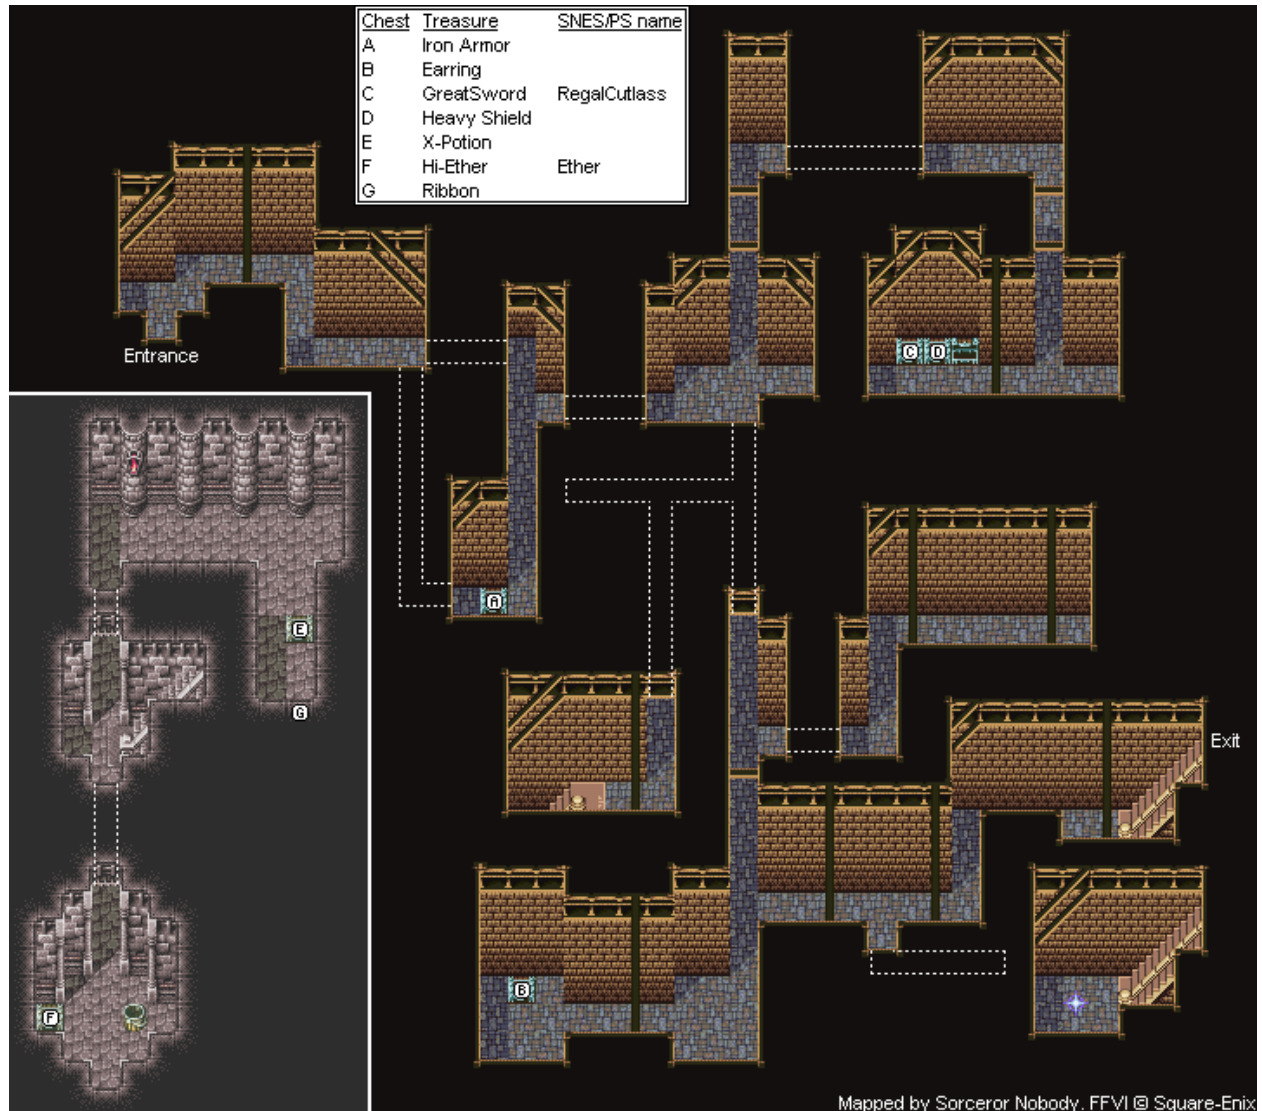 Chest Treasure SNES/PS name
A Iron Armor
B Earring
C GreatSword RegalCutlass
D Heavy Shield
E X-Potion
F Hi-Ether Ether
G Ribbon
Entrance
C D
A
E
G
Exit
B
F
Mapped by Sorceror Nobody. FFVI © Square-Enix